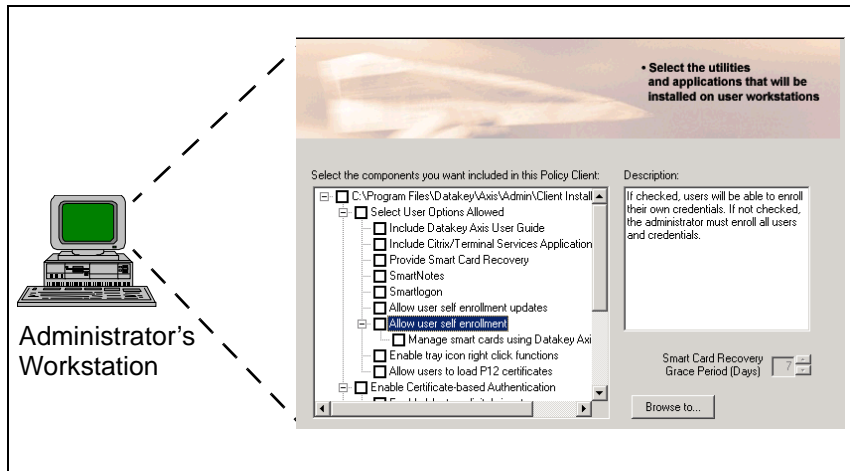 • Select the utilities
and applications that will be
installed on user workstations
Select the components you want included in this Policy Client:
C:\Program Files\Datakey\Axis\Admin\Client Install
Select User Options Allowed
Include Datakey Axis User Guide
Include Citrix/Terminal Services Application
Provide Smart Card Recovery
SmartNotes
Smartlogon
Allow user self enrollment updates
Allow user self enrollment
Manage smart cards using Datakey Axi
Enable tray icon right click functions
Allow users to load P12 certificates
Enable Certificate-based Authentication
Description:
If checked, users will be able to enroll
their own credentials. If not checked,
the administrator must enroll all users
and credentials.
Smart Card Recovery
Grace Period (Days)
7
Browse to...
Administrator's
Workstation